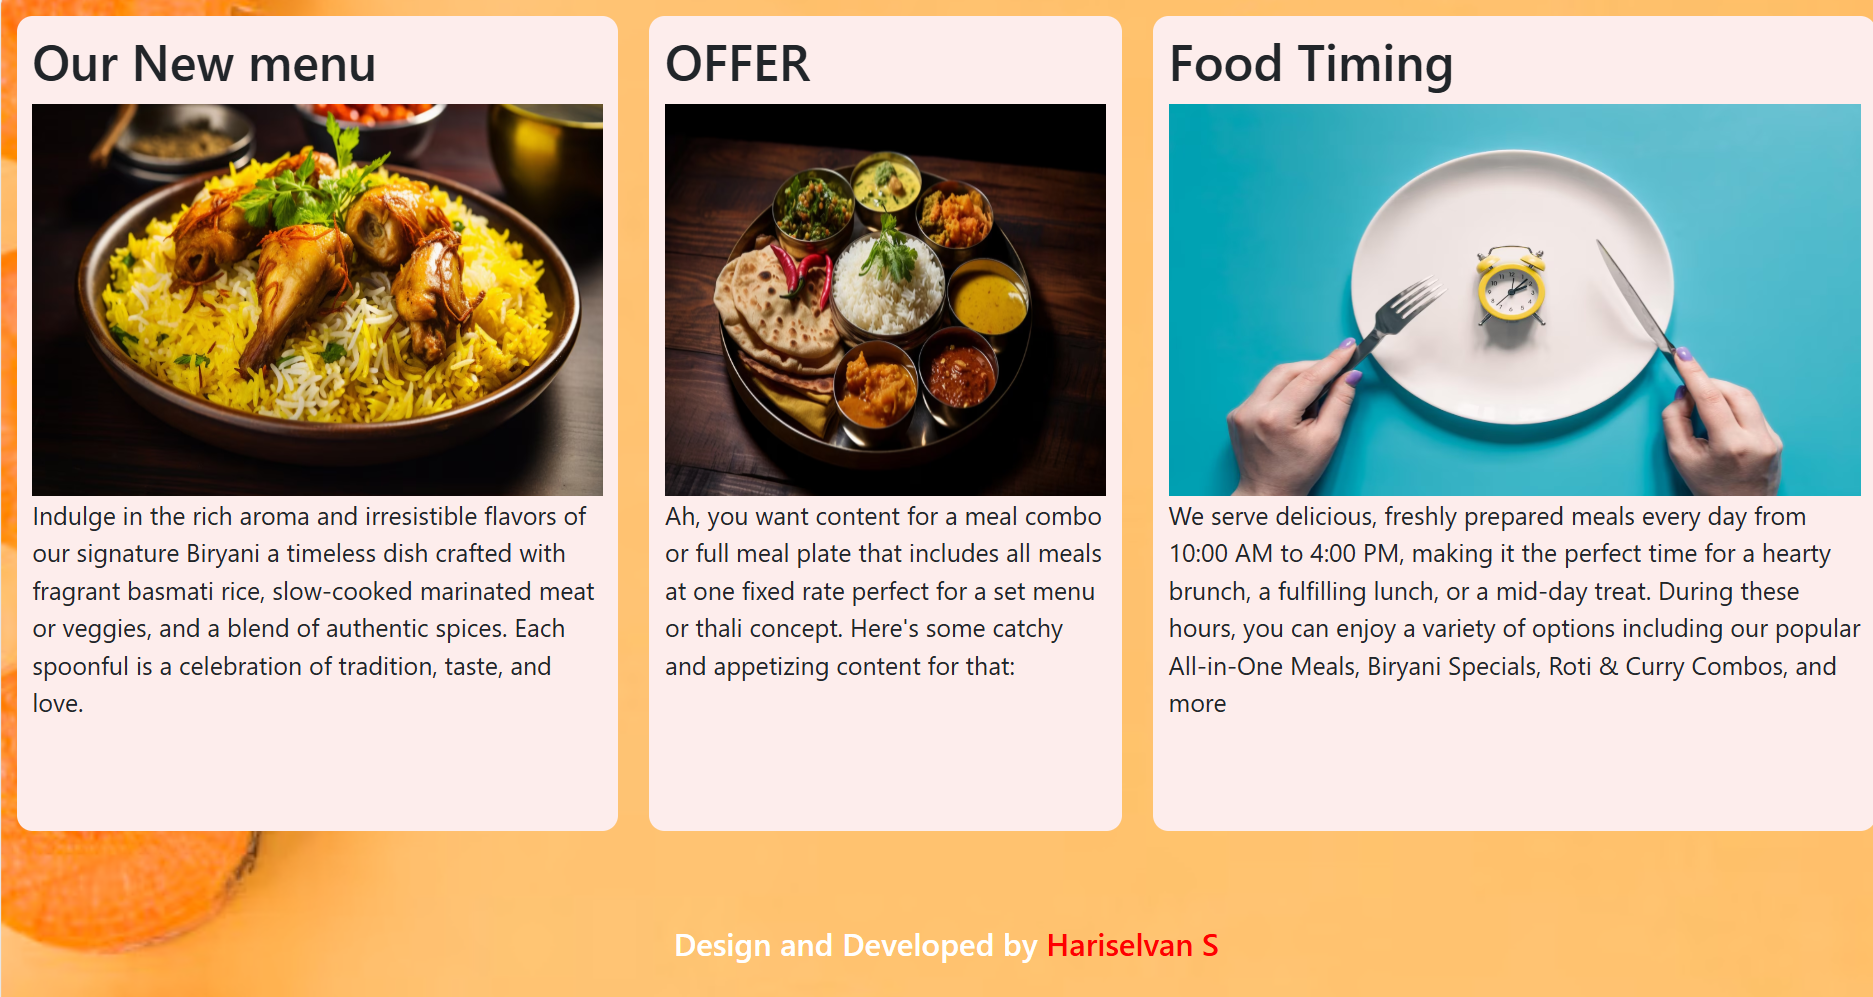 Our New menu
Indulge in the rich aroma and irresistible flavors of
our signature Biryani a timeless dish crafted with
fragrant basmati rice, slow-cooked marinated meat
or veggies, and a blend of authentic spices. Each
spoonful is a celebration of tradition, taste, and
love.
OFFER
Ah, you want content for a meal combo
or full meal plate that includes all meals
at one fixed rate perfect for a set menu
or thali concept. Here's some catchy
and appetizing content for that:
Food Timing
We serve delicious, freshly prepared meals every day from
10:00 AM to 4:00 PM, making it the perfect time for a hearty
brunch, a fulfilling lunch, or a mid-day treat. During these
hours, you can enjoy a variety of options including our popular
All-in-One Meals, Biryani Specials, Roti & Curry Combos, and
more
Design and Developed by Hariselvan S